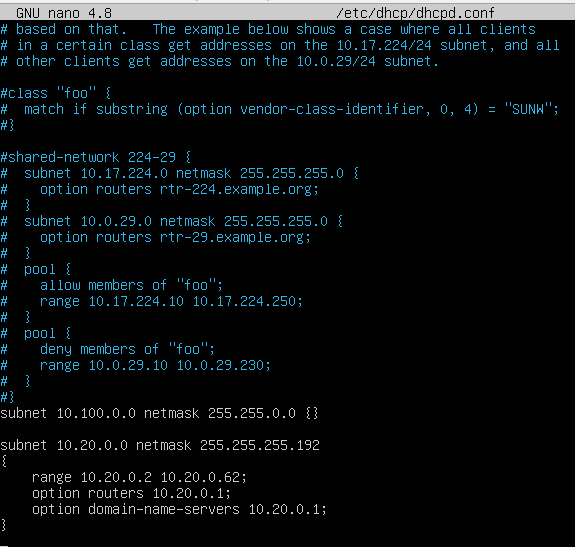 GNU nano 4.8 /etc/dhcp/dhcpd.conf
# based on that.   The example below shows a case where all clients
# in a certain class get addresses on the 10.17.224/24 subnet, and all
# other clients get addresses on the 10.0.29/24 subnet.
#class "foo" {
#  match if substring (option vendor-class-identifier, 0, 4) = "SUNW";
#}
#shared-network 224-29 {
#  subnet 10.17.224.0 netmask 255.255.255.0 {
#    option routers rtr-224.example.org;
#  }
#  subnet 10.0.29.0 netmask 255.255.255.0 {
#    option routers rtr-29.example.org;
#  }
#  pool {
#    allow members of "foo";
#    range 10.17.224.10 10.17.224.250;
#  }
#  pool {
#    deny members of "foo";
#    range 10.0.29.10 10.0.29.230;
#  }
#}
subnet 10.100.0.0 netmask 255.255.0.0 {}
subnet 10.20.0.0 netmask 255.255.255.192
{
    range 10.20.0.2 10.20.0.62;
    option routers 10.20.0.1;
    option domain-name-servers 10.20.0.1;
}